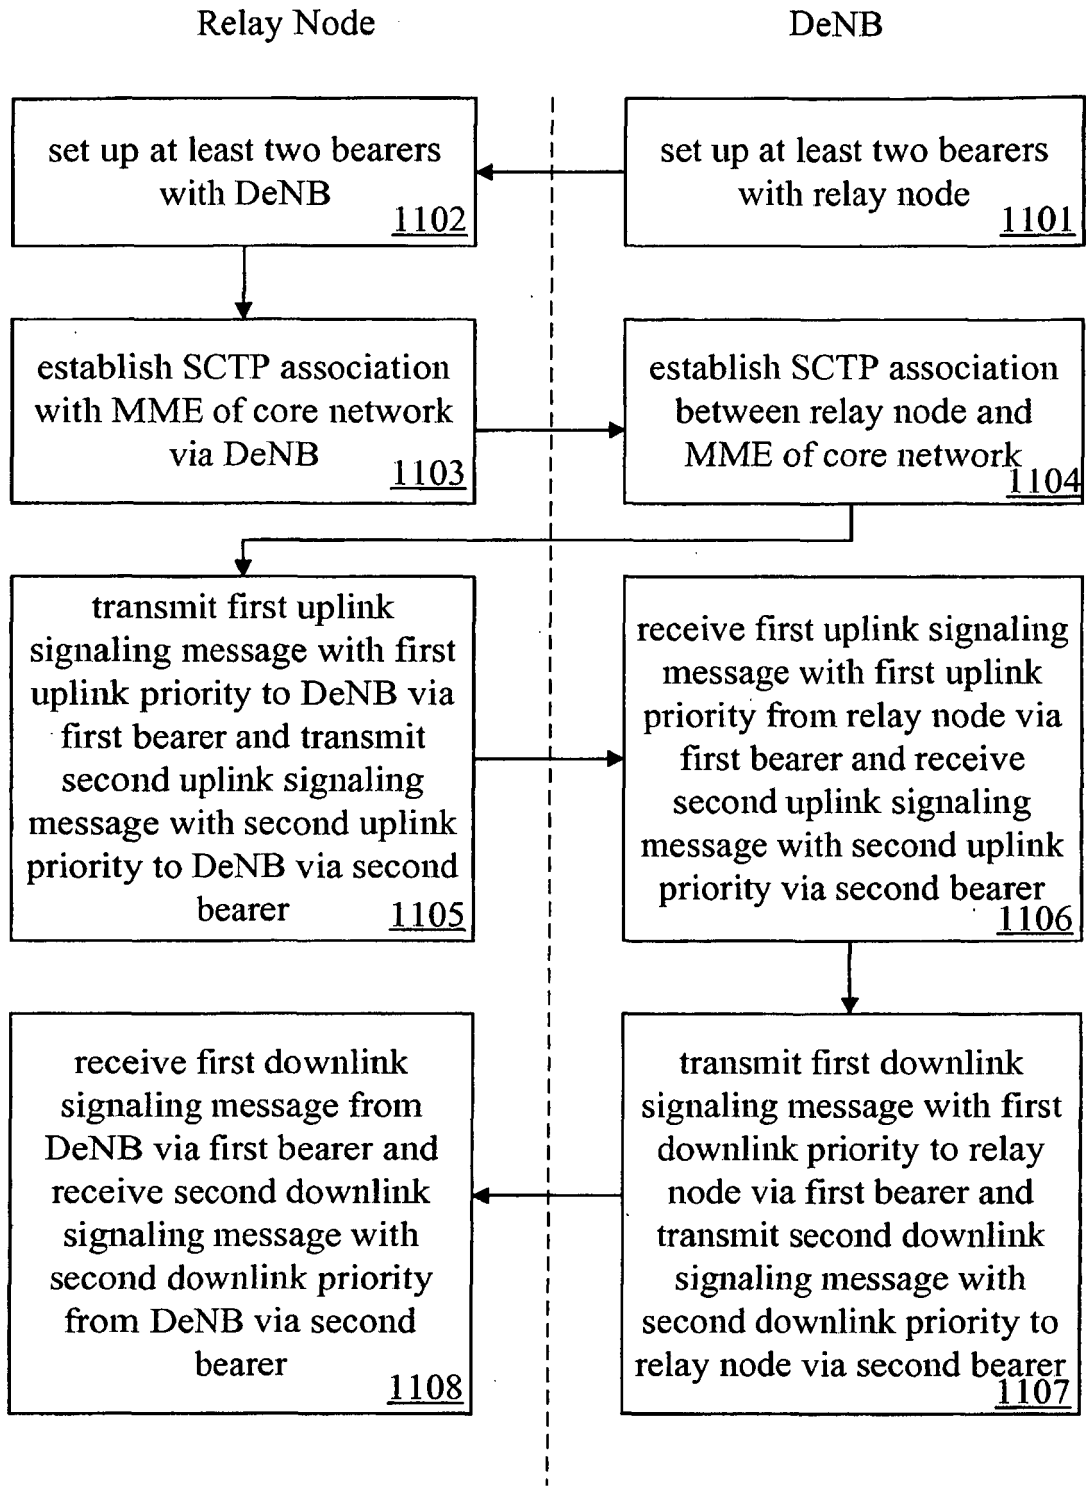 Relay Node
DeNB
set up at least two bearers
with DeNB
1102
set up at least two bearers
with relay node
1101
establish SCTP association
with MME of core network
via DeNB
1103
establish SCTP association
between relay node and
MME of core network
1104
transmit first uplink
signaling message with first
uplink priority to DeNB via
first bearer and transmit
second uplink signaling
message with second uplink
priority to DeNB via second
bearer
1105
receive first uplink signaling
message with first uplink
priority from relay node via
first bearer and receive
second uplink signaling
message with second uplink
priority via second bearer
1106
receive first downlink
signaling message from
DeNB via first bearer and
receive second downlink
signaling message with
second downlink priority
from DeNB via second
bearer
1108
transmit first downlink
signaling message with first
downlink priority to relay
node via first bearer and
transmit second downlink
signaling message with
second downlink priority to
relay node via second bearer
1107